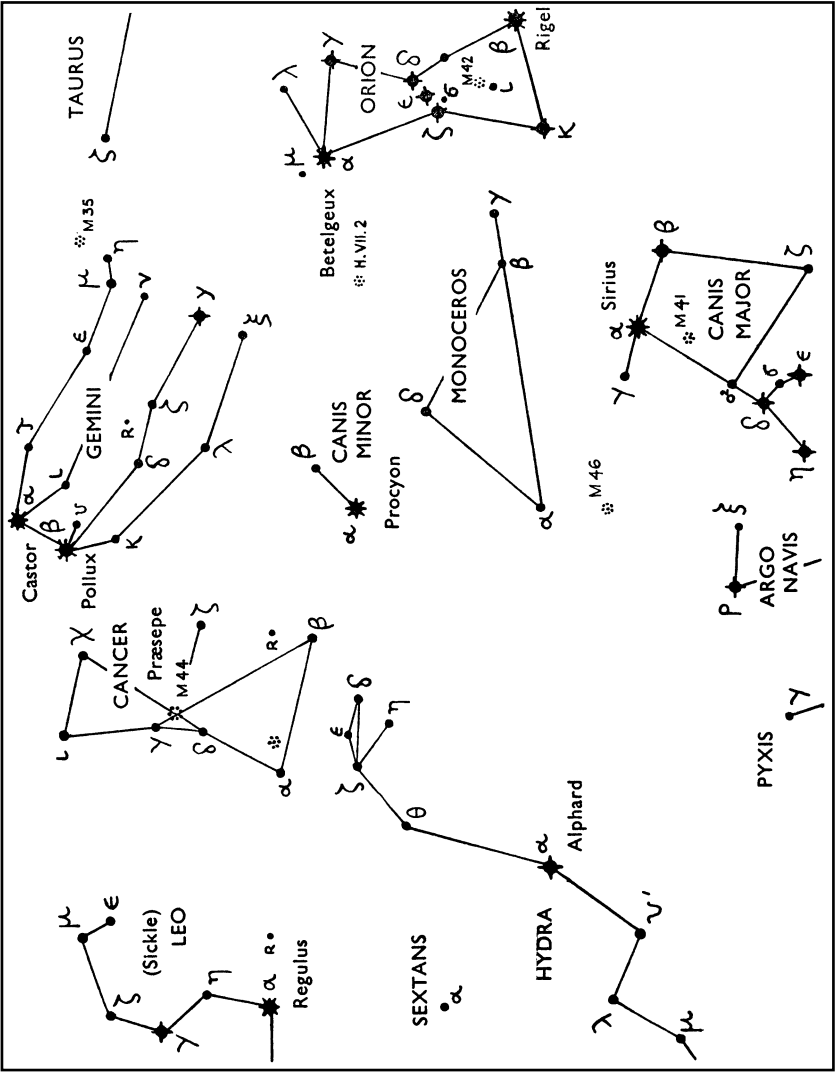 TAURUS
ζ
M35
GEMINI
η
μ
ν
ε
γ
ξ
τ
ι
ζ
R
δ
λ
α
Castor
β
Pollux
υ
κ
ORION
λ
γ
μ
α
Betelgeux
δ
ε
σ
ζ
M42
ι
β
Rigel
κ
H.VII.2
CANIS
MINOR
β
α
Procyon
MONOCEROS
γ
β
δ
α
M46
CANIS
MAJOR
Sirius
α
β
γ
ζ
M41
ο²
δ
σ
ε
η
ARGO
NAVIS
ξ
ρ
PYXIS
γ
CANCER
χ
ι
Præsepe
M44
ζ
γ
δ
α
β
R
HYDRA
δ
ε
η
ζ
θ
α
Alphard
υ'
λ
μ
(Sickle)
LEO
μ
ε
ζ
γ
η
α
R
Regulus
SEXTANS
α